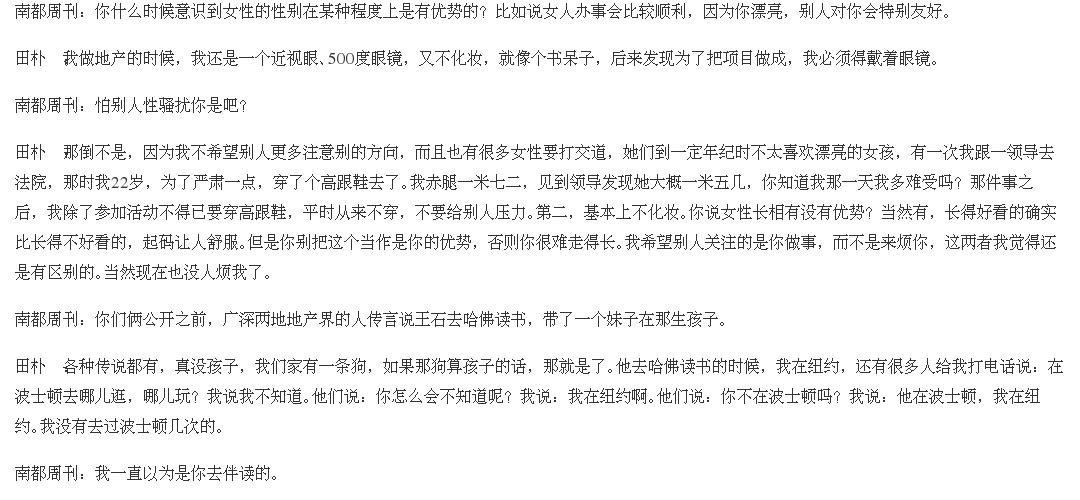 南都周刊：你什么时候意识到女性的性别在某种程度上是有优势的？比如说女人办事会比较顺利，因为你漂亮，别人对你会特别友好。
田朴　我做地产的时候，我还是一个近视眼、500度眼镜，又不化妆，就像个书呆子，后来发现为了把项目做成，我必须得戴着眼镜。
南都周刊：怕别人性骚扰你是吧？
田朴　那倒不是，因为我不希望别人更多注意别的方向，而且也有很多女性要打交道，她们到一定年纪时不太喜欢漂亮的女孩，有一次我跟一领导去
法院，那时我22岁，为了严肃一点，穿了个高跟鞋去了。我赤腿一米七二，见到领导发现她大概一米五几，你知道我那一天我多难受吗？那件事之
后，我除了参加活动不得已要穿高跟鞋，平时从来不穿，不要给别人压力。第二，基本上不化妆。你说女性长相有没有优势？当然有，长得好看的确实
比长得不好看的，起码让人舒服。但是你别把这个当作是你的优势，否则你很难走得长。我希望别人关注的是你做事，而不是来烦你，这两者我觉得还
是有区别的。当然现在也没人烦我了。
南都周刊：你们俩公开之前，广深两地地产界的人传言说王石去哈佛读书，带了一个妹子在那生孩子。
田朴　各种传说都有，真没孩子，我们家有一条狗，如果那狗算孩子的话，那就是了。他去哈佛读书的时候，我在纽约，还有很多人给我打电话说：在
波士顿去哪儿逛，哪儿玩？我说我不知道。他们说：你怎么会不知道呢？我说：我在纽约啊。他们说：你不在波士顿吗？我说：他在波士顿，我在纽
约。我没有去过波士顿几次的。
南都周刊：我一直以为是你去伴读的。